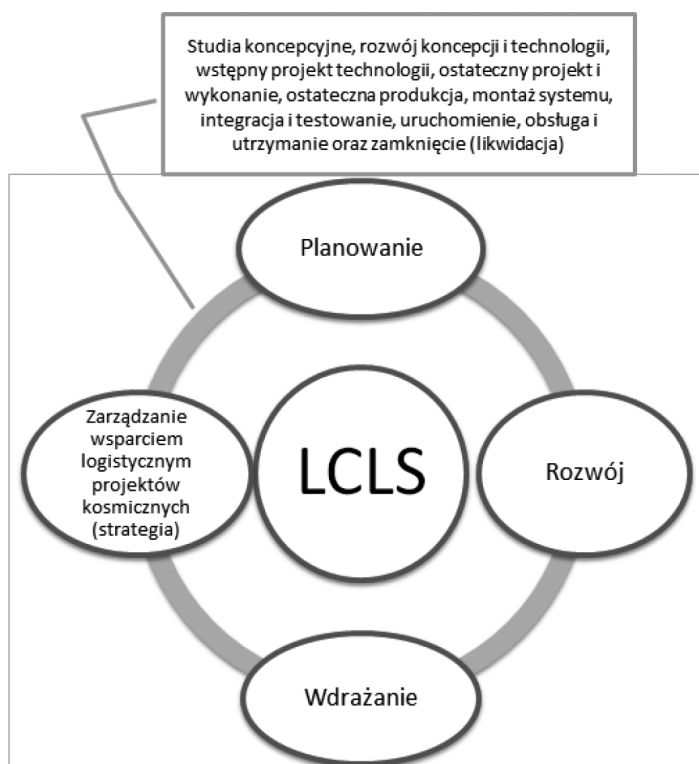 Studia koncepcyjne, rozwój koncepcji i technologii,
wstępny projekt technologii, ostateczny projekt i
wykonanie, ostateczna produkcja, montaż systemu,
integracja i testowanie, uruchomienie, obsługa i
utrzymanie oraz zamknięcie (likwidacja)
Planowanie
Zarządzanie
wsparciem
logistycznym
projektów
kosmicznych
(strategia)
LCLS
Rozwój
Wdrażanie